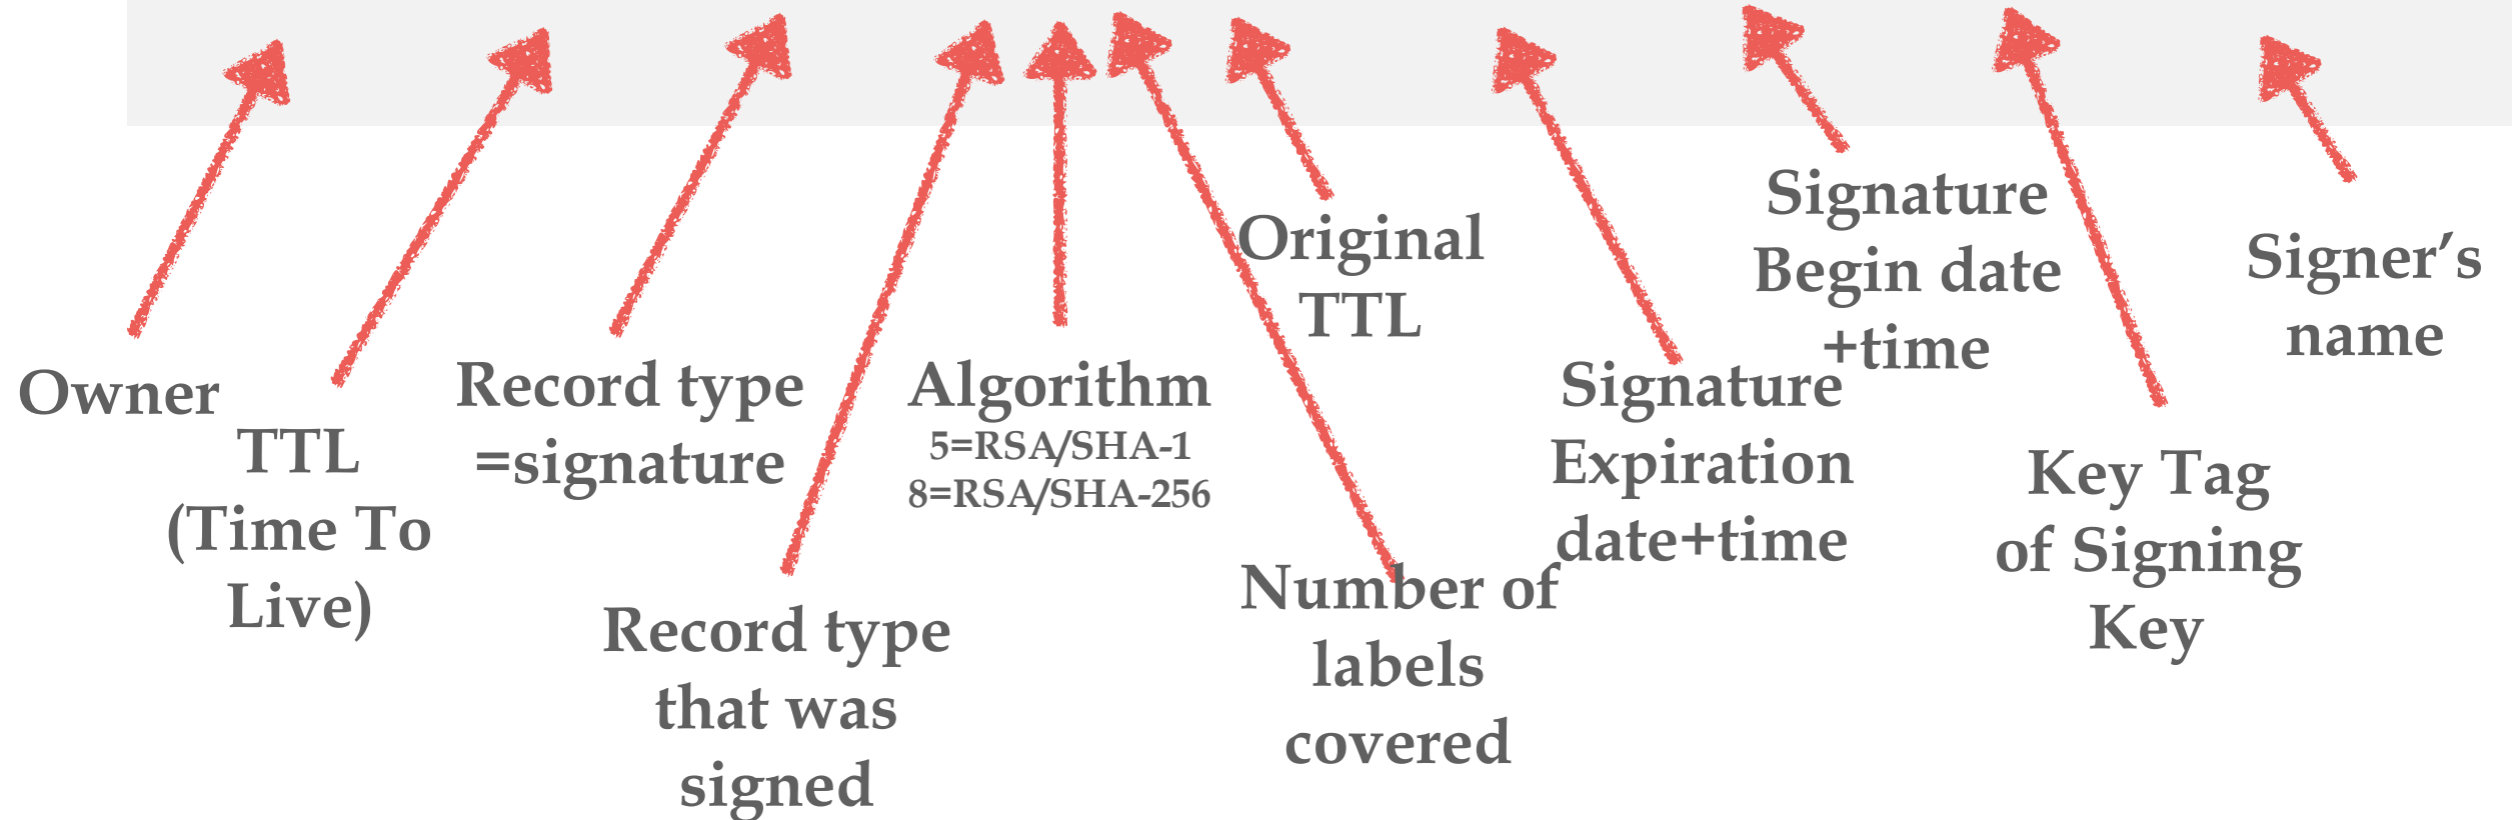 Owner
TTL
(Time To
Live)
Record type
=signature
Record type
that was
signed
Algorithm
5=RSA/SHA-1
8=RSA/SHA-256
Number of
labels
covered
Original
TTL
Signature
Expiration
date+time
Signature
Begin date
+time
Key Tag
of Signing
Key
Signer’s
name